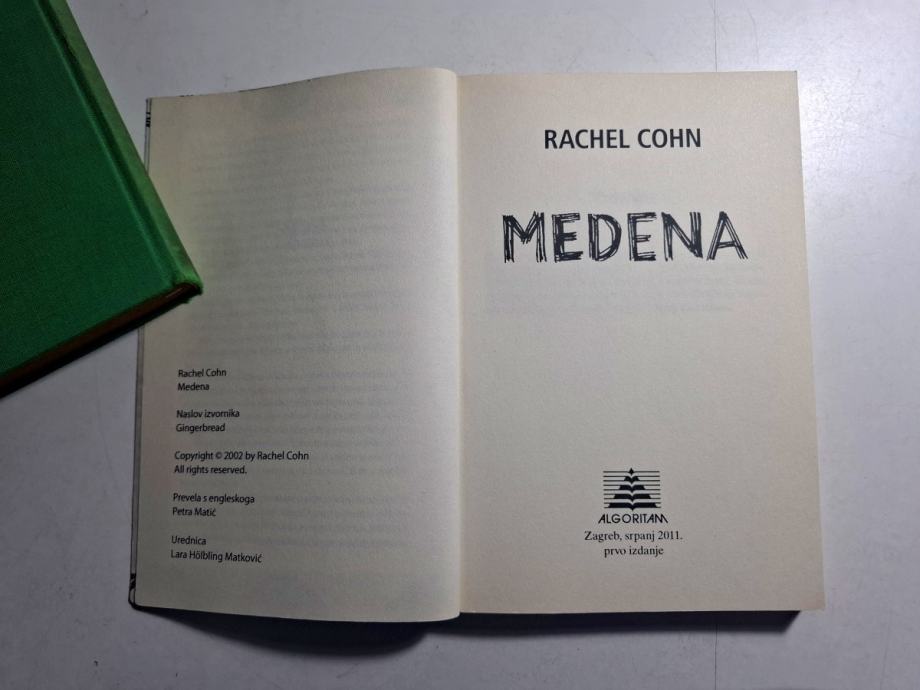 Rachel Cohn
Medena
Naslov izvornika
Gingerbread
Copyright © 2002 by Rachel Cohn
All rights reserved.
Prevela s engleskoga
Petra Matić
Urednica
Lara Hölbling Matković
RACHEL COHN
MEDENA
ALGORITAM
Zagreb, srpanj 2011.
prvo izdanje